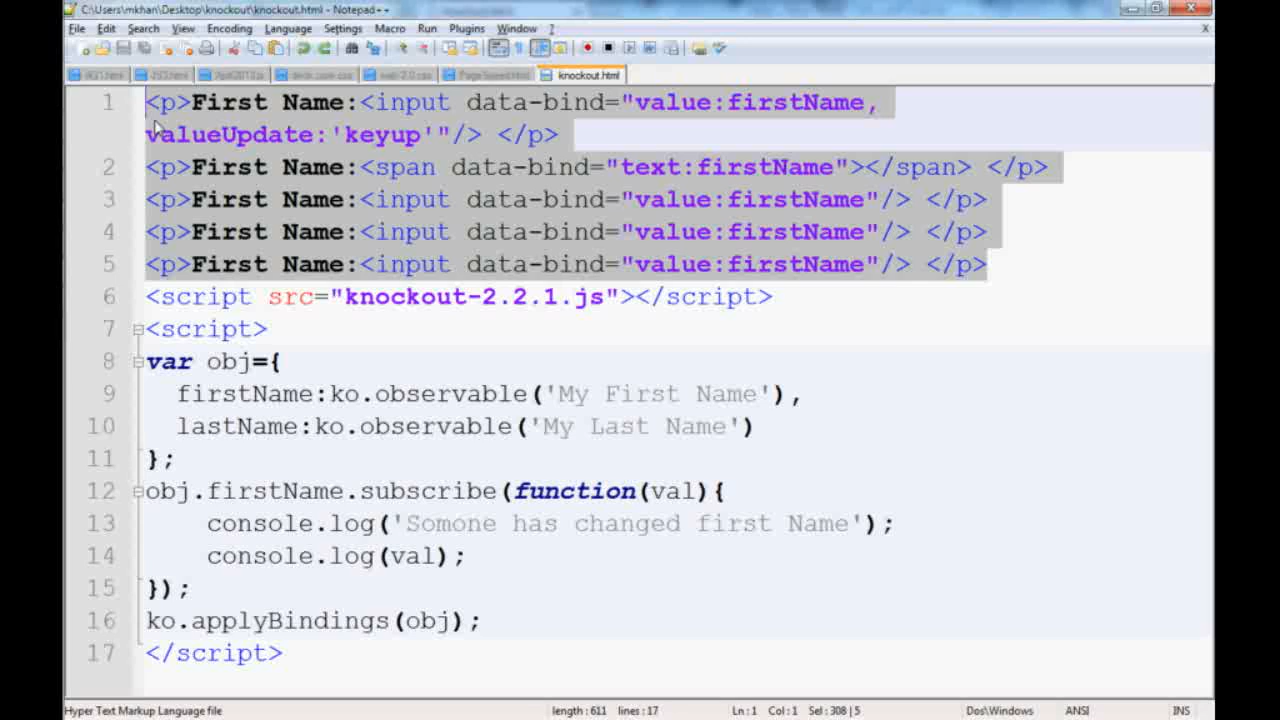 C:\Users\mkhan\Desktop\knockout\knockout.html - Notepad++
File Edit Search View Encoding Language Settings Macro Run Plugins Window ?
X
knockout.html
1 <p>First Name:<input data-bind="value:firstName,
valueUpdate:'keyup'"/> </p>
2 <p>First Name:<span data-bind="text:firstName"></span> </p>
3 <p>First Name:<input data-bind="value:firstName"/> </p>
4 <p>First Name:<input data-bind="value:firstName"/> </p>
5 <p>First Name:<input data-bind="value:firstName"/> </p>
6 <script src="knockout-2.2.1.js"></script>
7 <script>
8 var obj={
9 firstName:ko.observable('My First Name'),
10 lastName:ko.observable('My Last Name')
11 };
12 obj.firstName.subscribe(function(val){
13 console.log('Somone has changed first Name');
14 console.log(val);
15 });
16 ko.applyBindings(obj);
17 </script>
Hyper Text Markup Language file length : 611 lines : 17 Ln : 1 Col : 1 Sel : 308 | 5 Dos\Windows ANSI INS